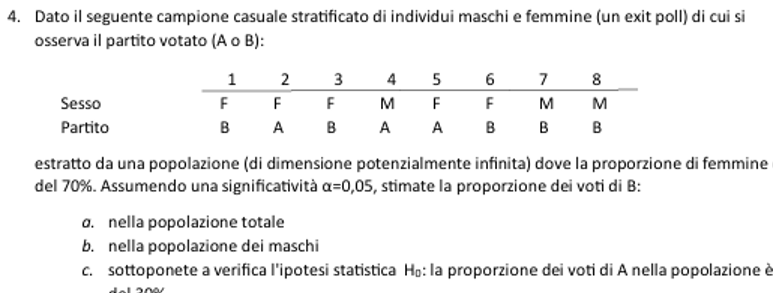 4. Dato il seguente campione casuale stratificato di individui maschi e femmine (un exit poll) di cui si
osserva il partito votato (A o B):
1 2 3 4 5 6 7 8
Sesso F F F M F F M M
Partito B A B A A B B B
estratto da una popolazione (di dimensione potenzialmente infinita) dove la proporzione di femmine
del 70%. Assumendo una significatività α=0,05, stimate la proporzione dei voti di B:
a. nella popolazione totale
b. nella popolazione dei maschi
c. sottoponete a verifica l'ipotesi statistica H₀: la proporzione dei voti di A nella popolazione è
del 30%